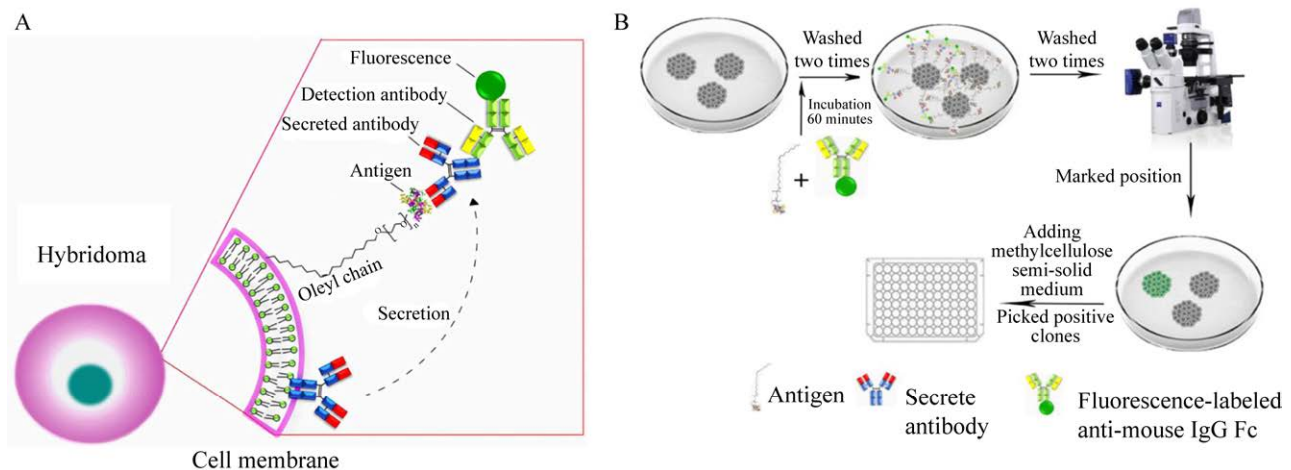 A
Fluorescence
Detection antibody
Secreted antibody
Antigen
O
O
n
Oleyl chain
Hybridoma
Secretion
Cell membrane
B
Washed
two times
Incubation
60 minutes
+
Washed
two times
Marked position
Adding
methylcellulose
semi-solid
medium
Picked positive
clones
Antigen
Secrete
antibody
Fluorescence-labeled
anti-mouse IgG Fc